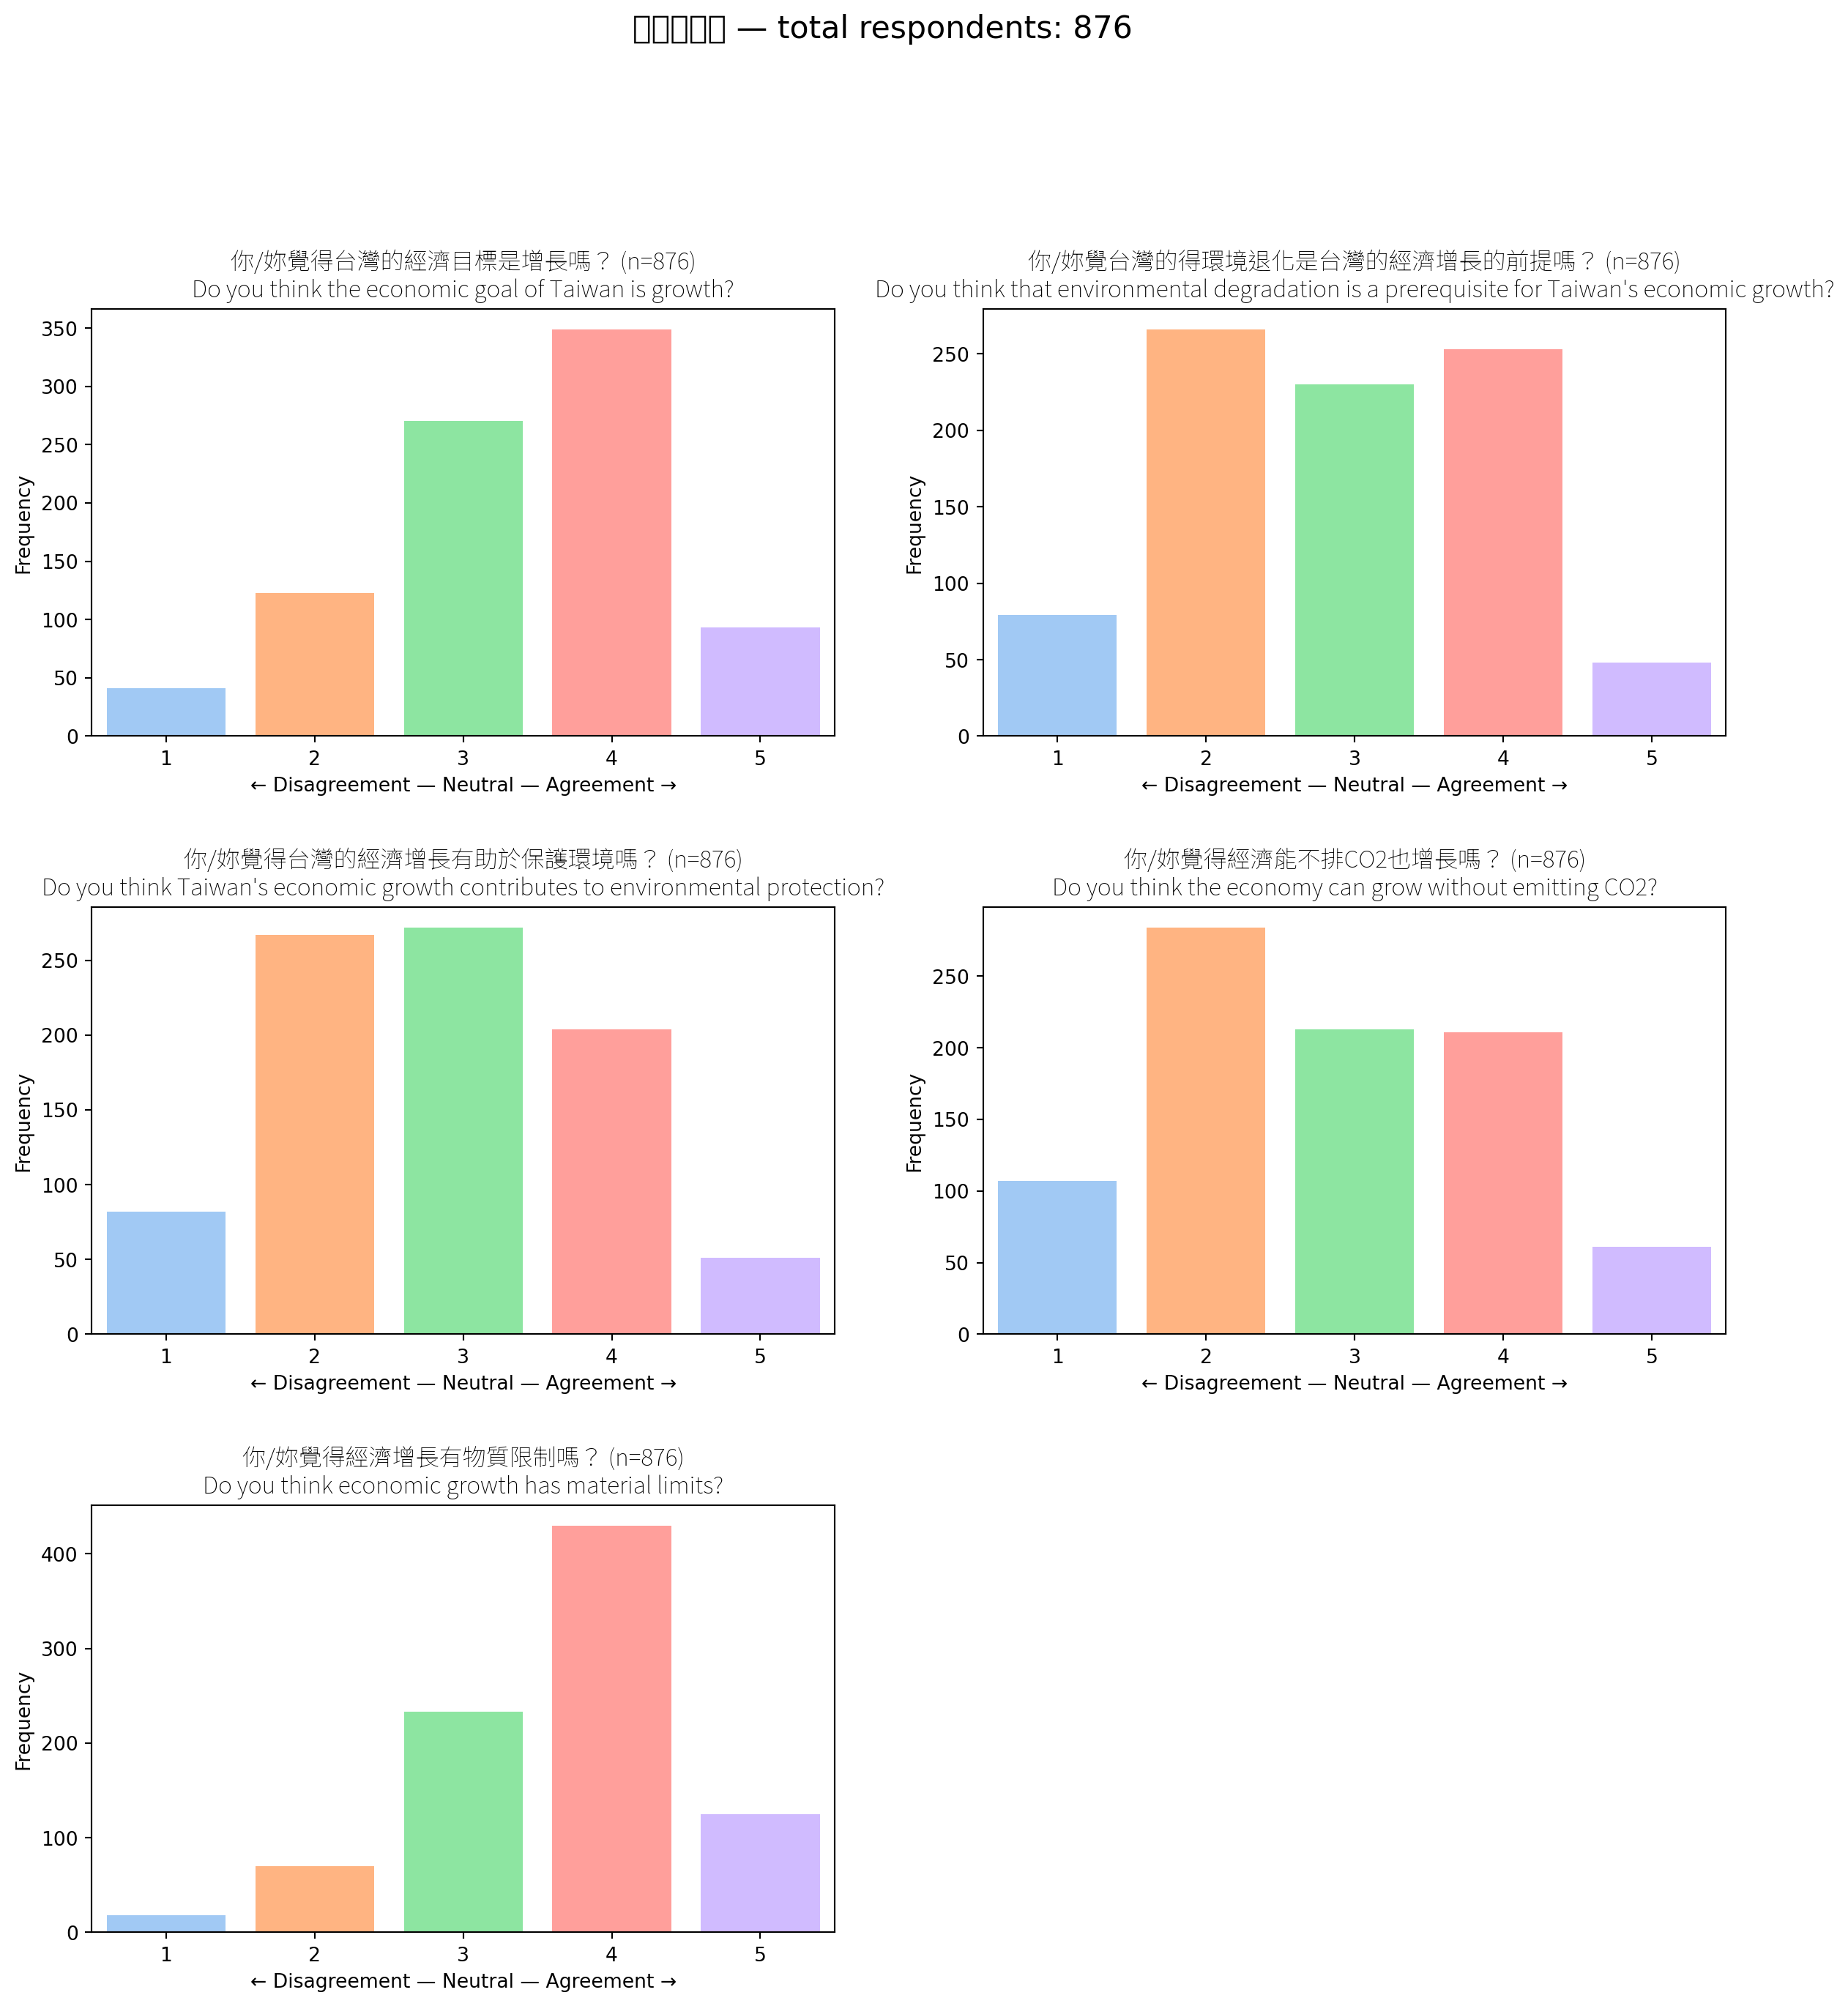 — total respondents: 876
你/妳覺得台灣的經濟目標是增長嗎？ (n=876)
Do you think the economic goal of Taiwan is growth?
350
300
250
200
150
100
50
0
Frequency
1 2 3 4 5
← Disagreement — Neutral — Agreement →
你/妳覺台灣的得環境退化是台灣的經濟增長的前提嗎？ (n=876)
Do you think that environmental degradation is a prerequisite for Taiwan's economic growth?
250
200
150
100
50
0
Frequency
1 2 3 4 5
← Disagreement — Neutral — Agreement →
你/妳覺得台灣的經濟增長有助於保護環境嗎？ (n=876)
Do you think Taiwan's economic growth contributes to environmental protection?
250
200
150
100
50
0
Frequency
1 2 3 4 5
← Disagreement — Neutral — Agreement →
你/妳覺得經濟能不排CO2也增長嗎？ (n=876)
Do you think the economy can grow without emitting CO2?
250
200
150
100
50
0
Frequency
1 2 3 4 5
← Disagreement — Neutral — Agreement →
你/妳覺得經濟增長有物質限制嗎？ (n=876)
Do you think economic growth has material limits?
400
300
200
100
0
Frequency
1 2 3 4 5
← Disagreement — Neutral — Agreement →